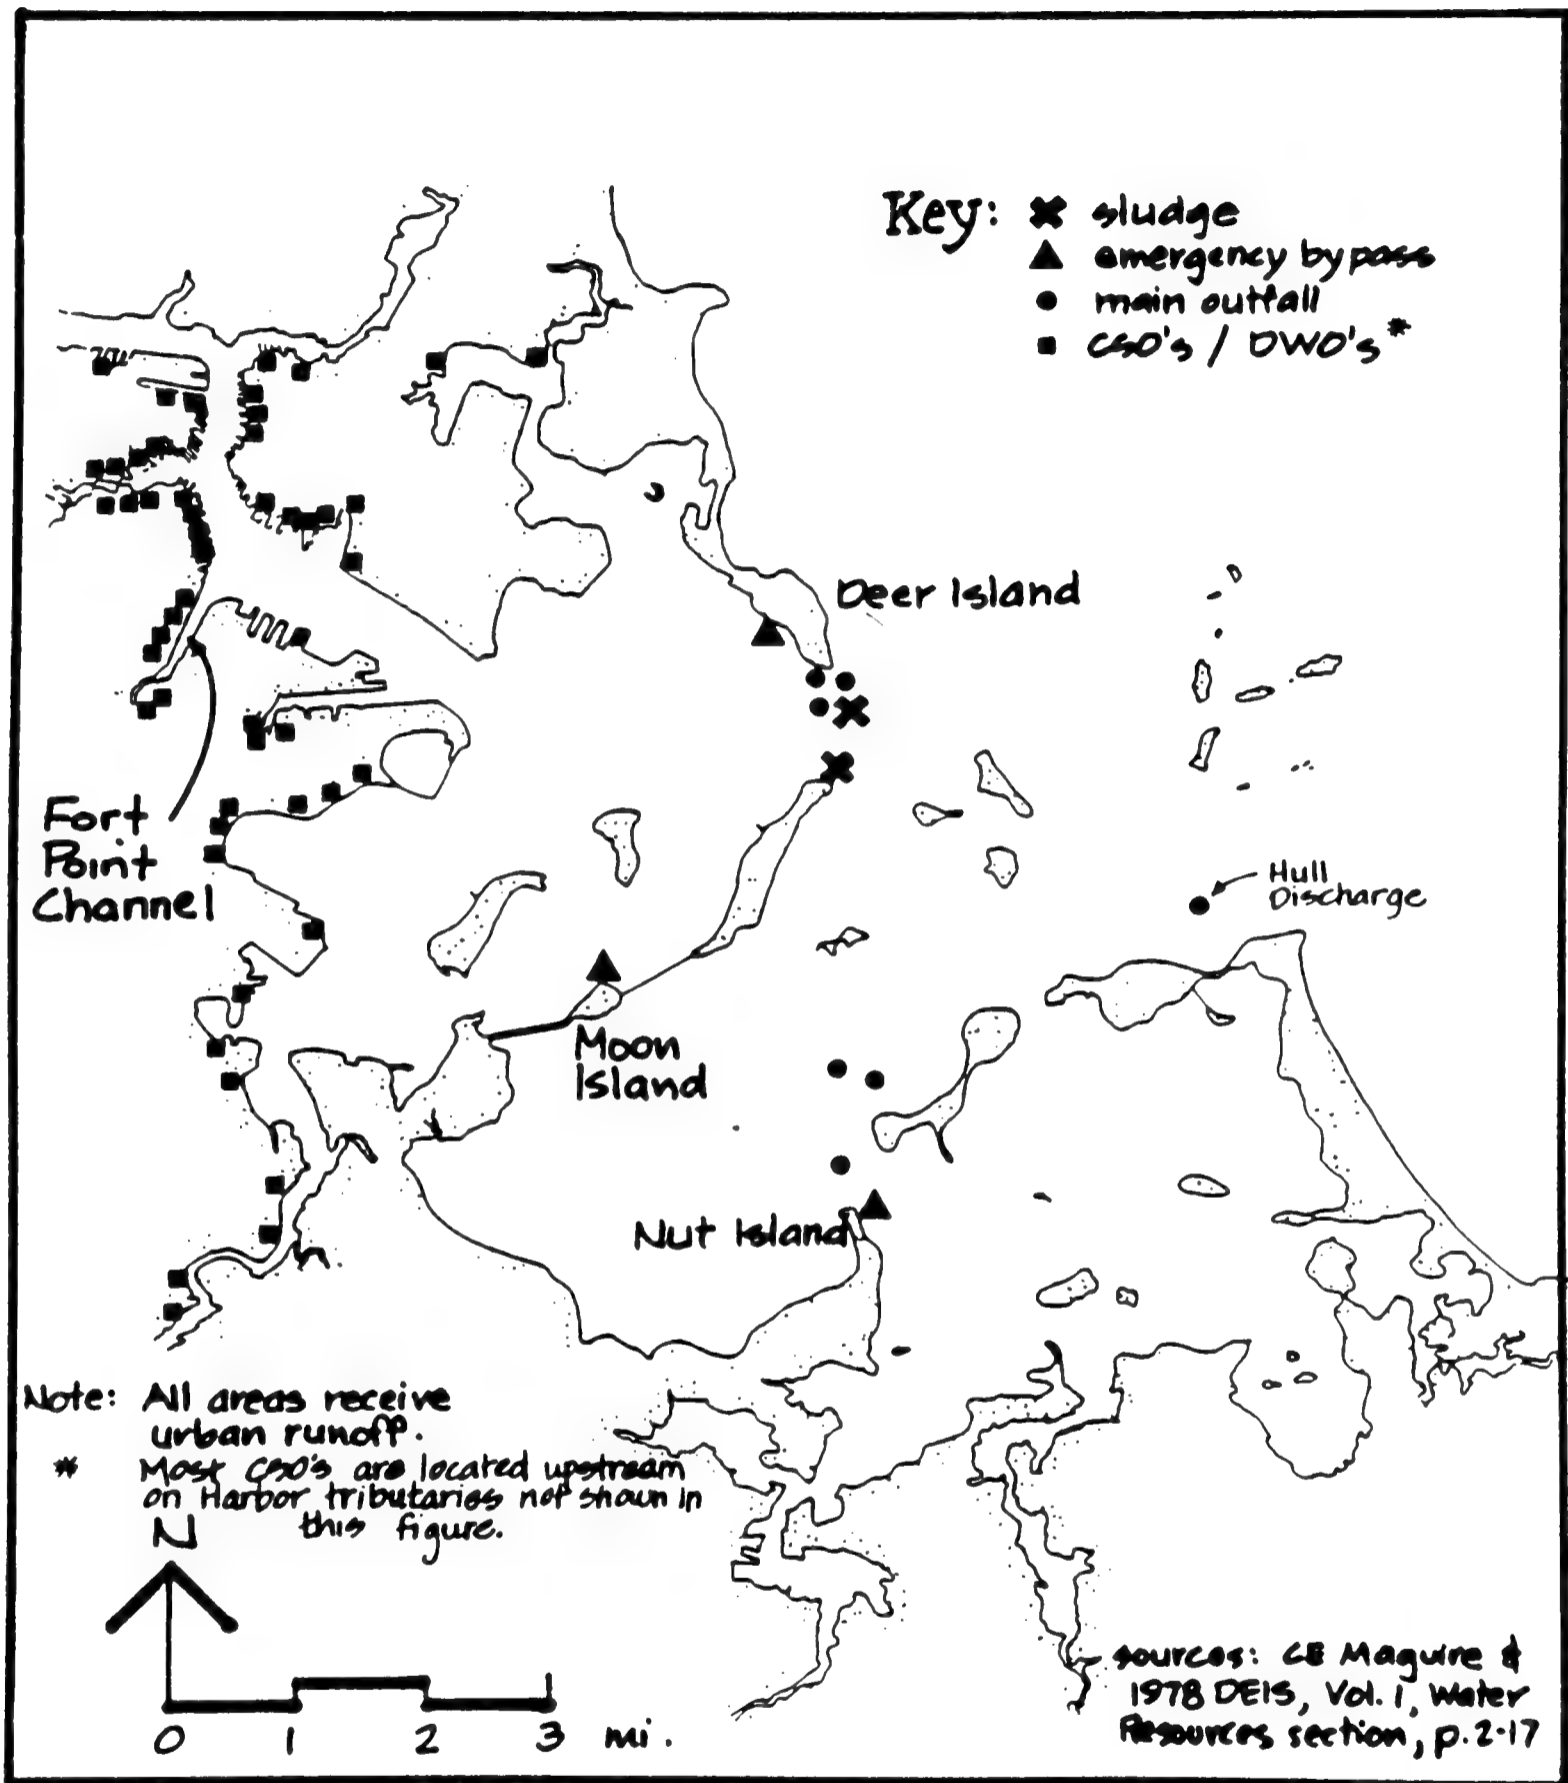 Key: sludge
emergency bypass
main outfall
CSO's / DWO's*
Deer Island
Fort
Point
Channel
Hull
Discharge
Moon
Island
Nut Island
Note: All areas receive
urban runoff.
* Most CSO's are located upstream
on Harbor tributaries not shown in
this figure.
N
0 1 2 3 mi.
sources: CE Maguire &
1978 DEIS, Vol. 1, Water
Resources section, p. 2-17